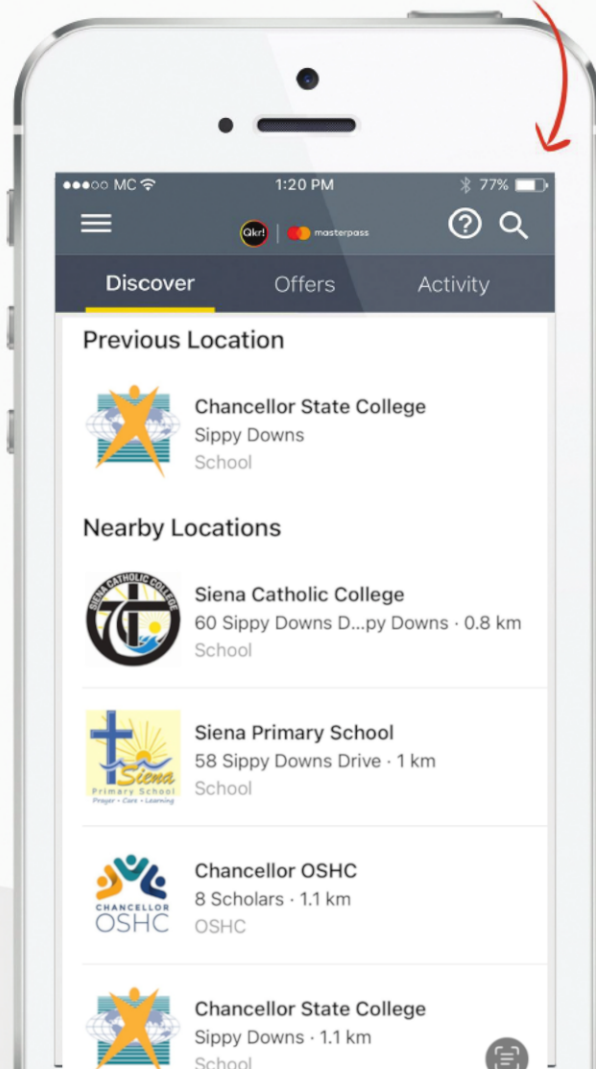 MC
1:20 PM
77%
Qkr!
masterpass
Discover
Offers
Activity
Previous Location
Chancellor State College
Sippy Downs
School
Nearby Locations
SIENA CATHOLIC COLLEGE
Siena Catholic College
60 Sippy Downs D...py Downs · 0.8 km
School
Siena
Primary School
Prayer • Care • Learning
Siena Primary School
58 Sippy Downs Drive · 1 km
School
CHANCELLOR
OSHC
Chancellor OSHC
8 Scholars · 1.1 km
OSHC
Chancellor State College
Sippy Downs · 1.1 km
School